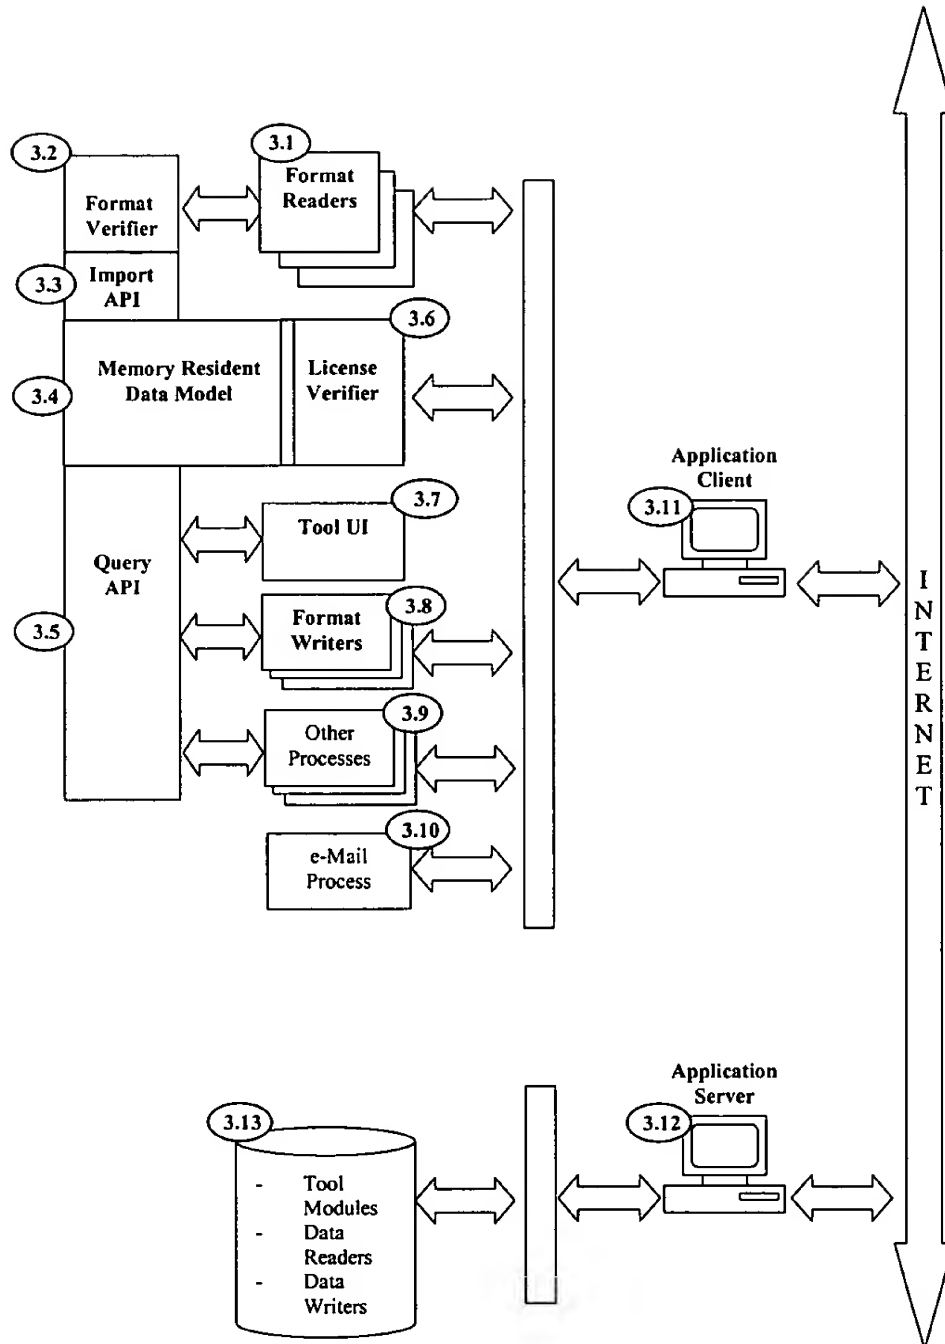 3.1
3.2
Format
Readers
Format
Verifier
3.3
Import
API
3.6
3.4
Memory Resident
Data Model
License
Verifier
Application
Client
3.7
3.11
Tool UI
Query
API
3.5
3.8
Format
Writers
3.9
Other
Processes
3.10
e-Mail
Process
I
N
T
E
R
N
E
T
Application
Server
3.13
3.12
- Tool
Modules
- Data
Readers
- Data
Writers